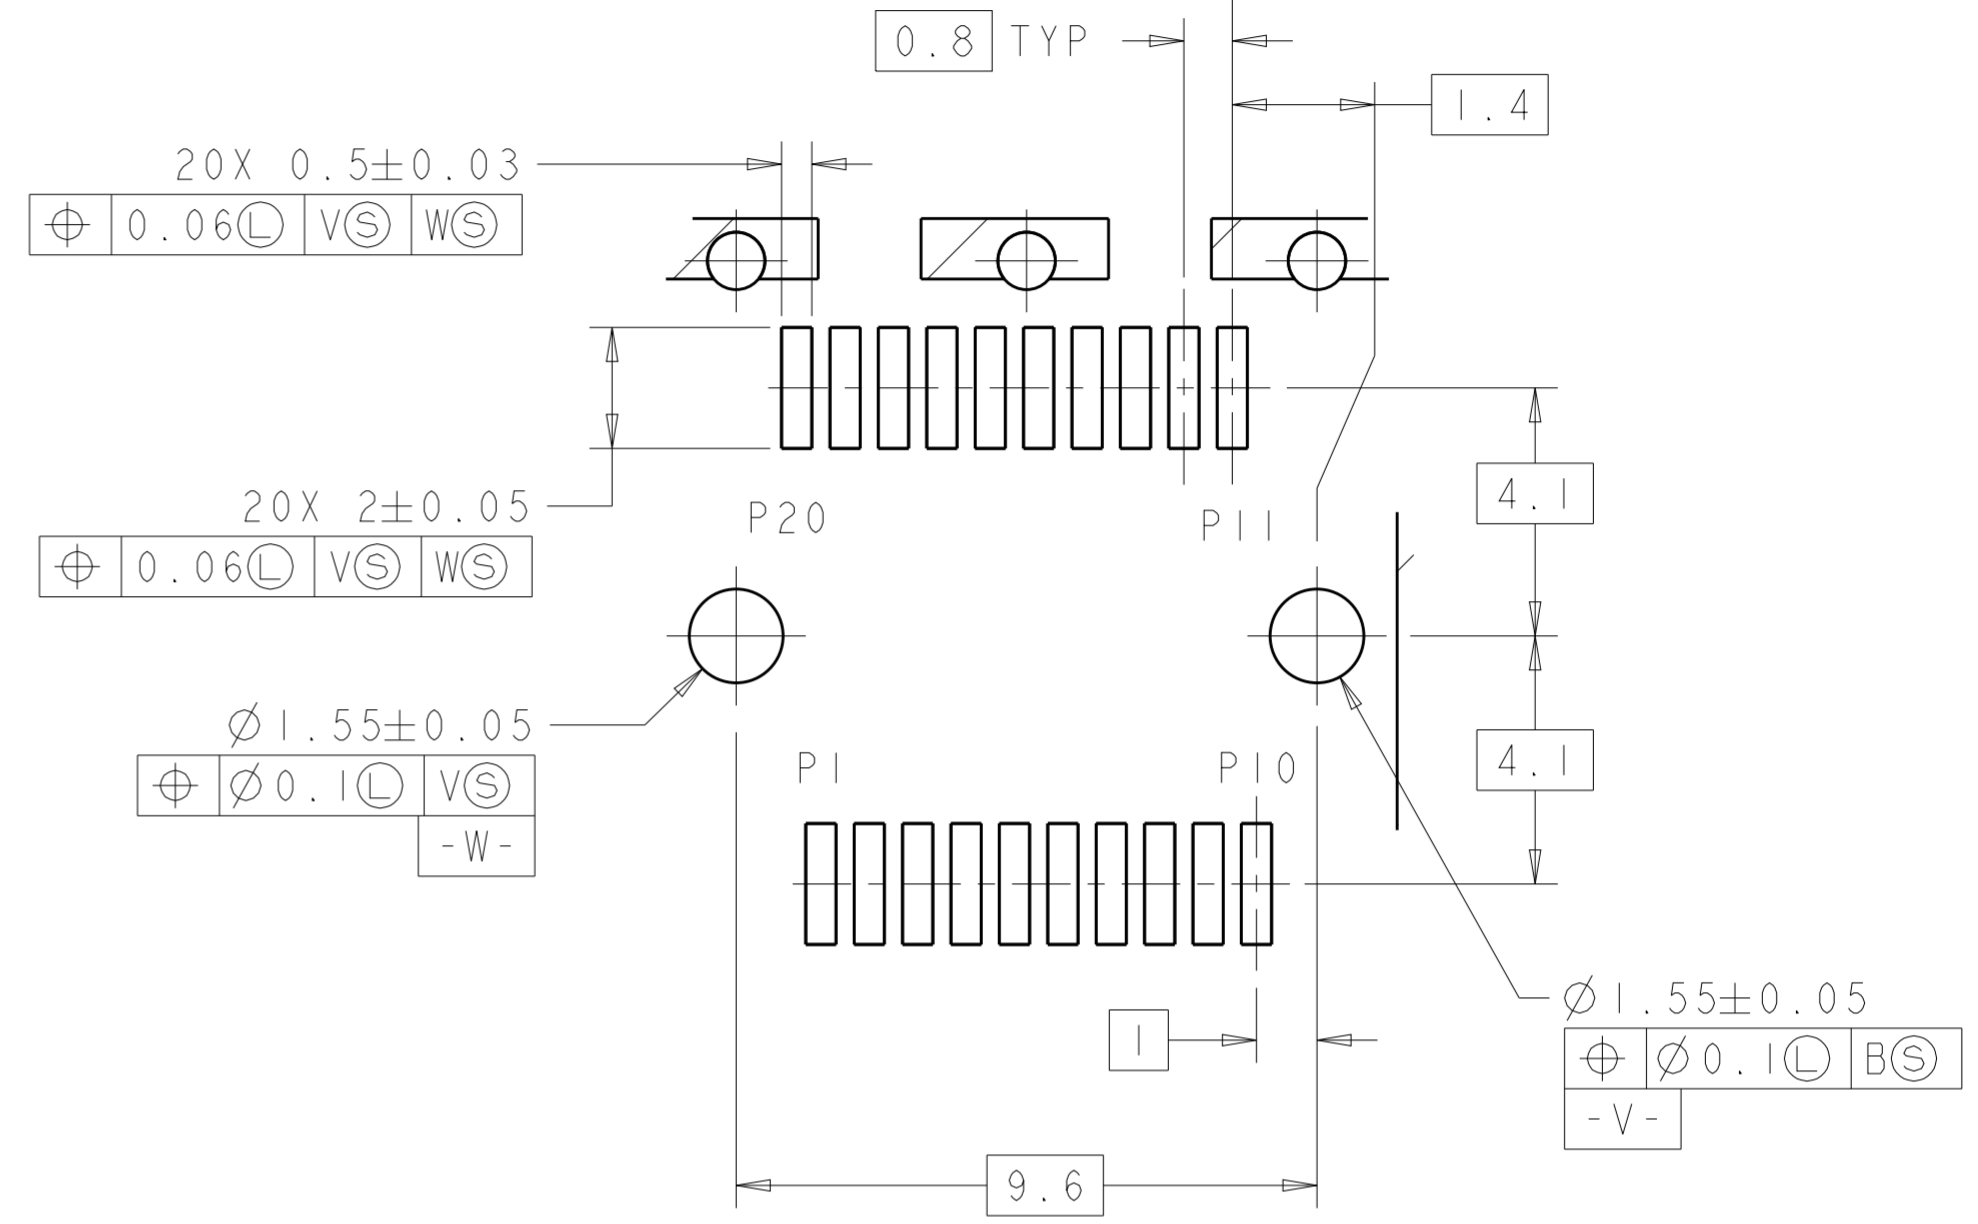 0.8 TYP
1.4
20X 0.5±0.03
⌖ 0.06Ⓛ VⓈ WⓈ
20X 2±0.05
⌖ 0.06Ⓛ VⓈ WⓈ
P20
P11
4.1
Ø1.55±0.05
⌖ Ø0.1Ⓛ VⓈ
-W-
P1
P10
4.1
1
Ø1.55±0.05
⌖ Ø0.1Ⓛ BⓈ
-V-
9.6